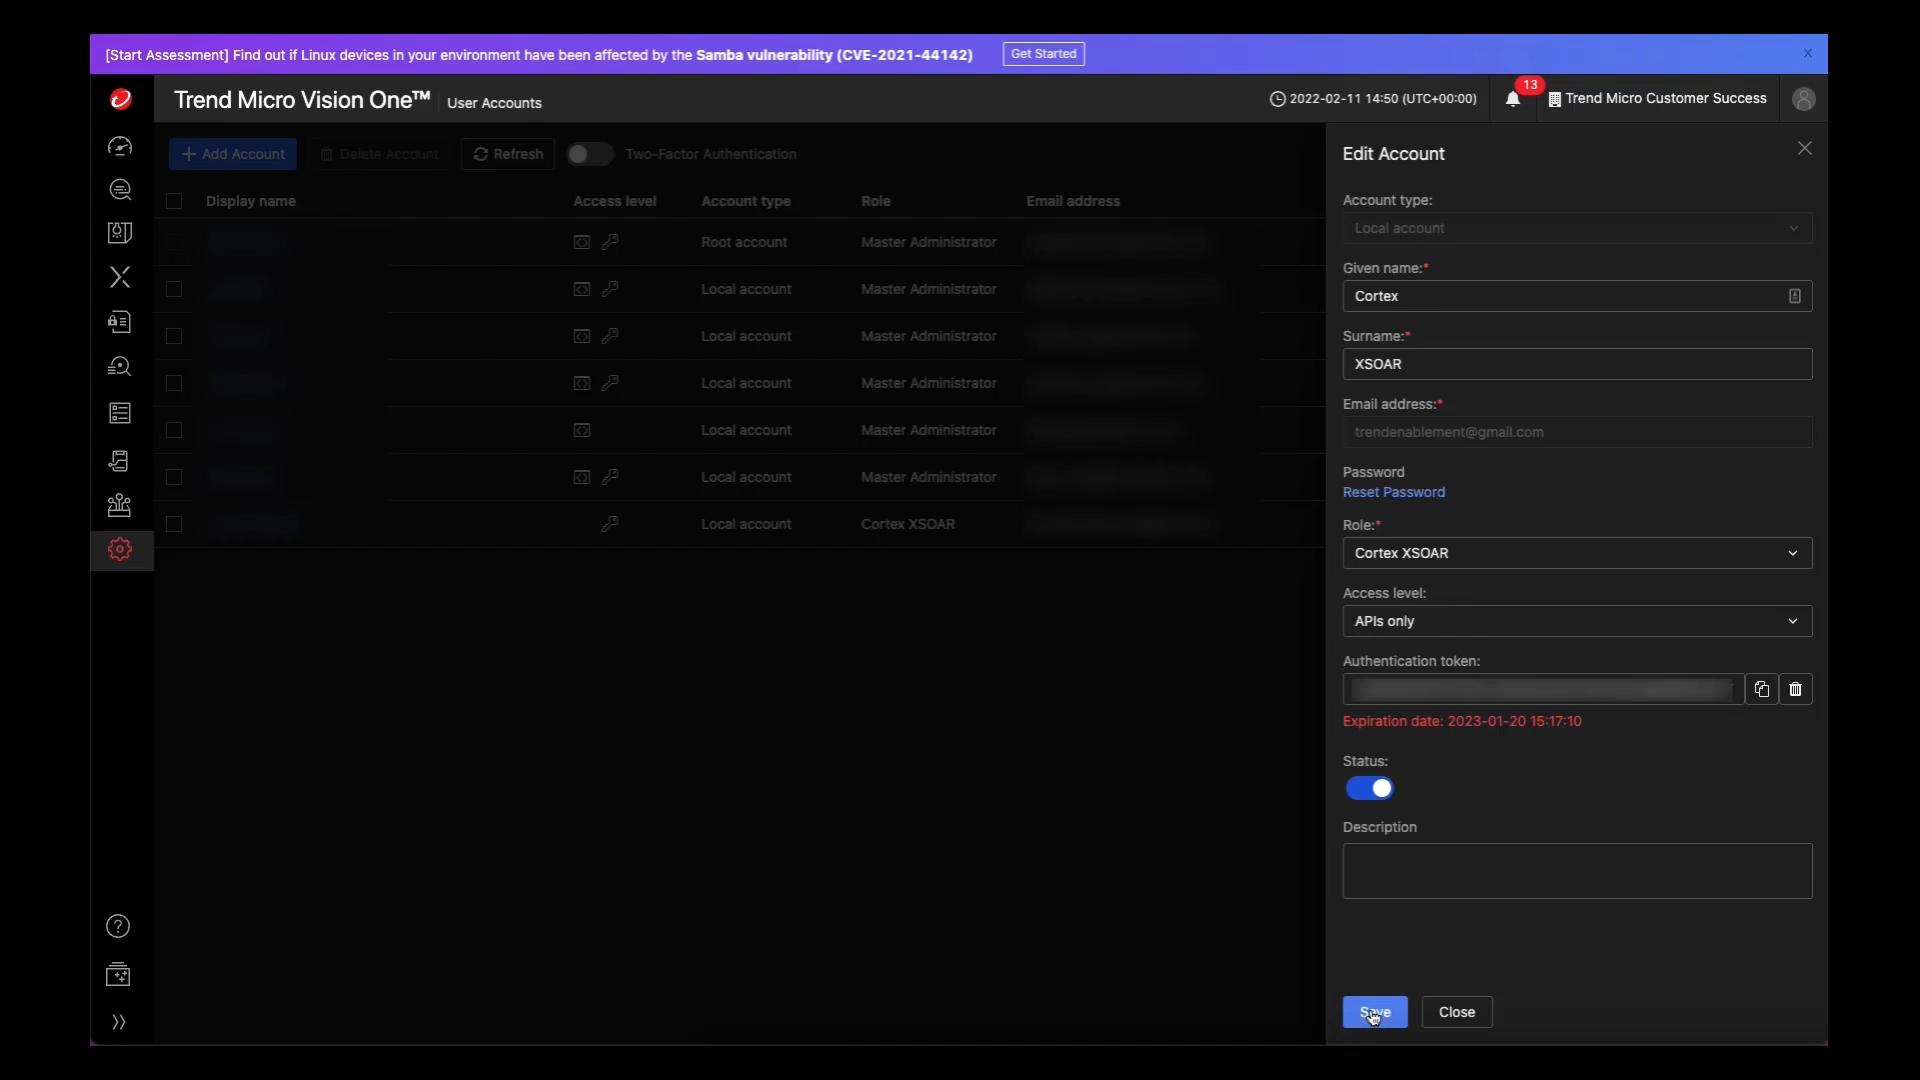 [Start Assessment] Find out if Linux devices in your environment have been affected by the Samba vulnerability (CVE-2021-44142) Get Started
Trend Micro Vision One™ User Accounts 2022-02-11 14:50 (UTC+00:00) 13 Trend Micro Customer Success
Add Account Delete Account Refresh Two-Factor Authentication
Display name Access level Account type Role Email address
Root account Master Administrator
Local account Master Administrator
Local account Master Administrator
Local account Master Administrator
Local account Master Administrator
Local account Master Administrator
Local account Cortex XSOAR
Edit Account
Account type:
Local account
Given name:*
Cortex
Surname:*
XSOAR
Email address:*
trendenablement@gmail.com
Password
Reset Password
Role:*
Cortex XSOAR
Access level:
APIs only
Authentication token:
Expiration date: 2023-01-20 15:17:10
Status:
Description
Save Close